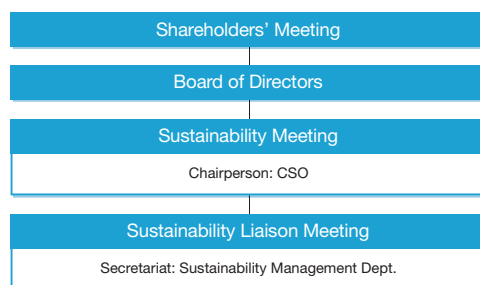 Shareholders’ Meeting
Board of Directors
Sustainability Meeting
Chairperson: CSO
Sustainability Liaison Meeting
Secretariat: Sustainability Management Dept.